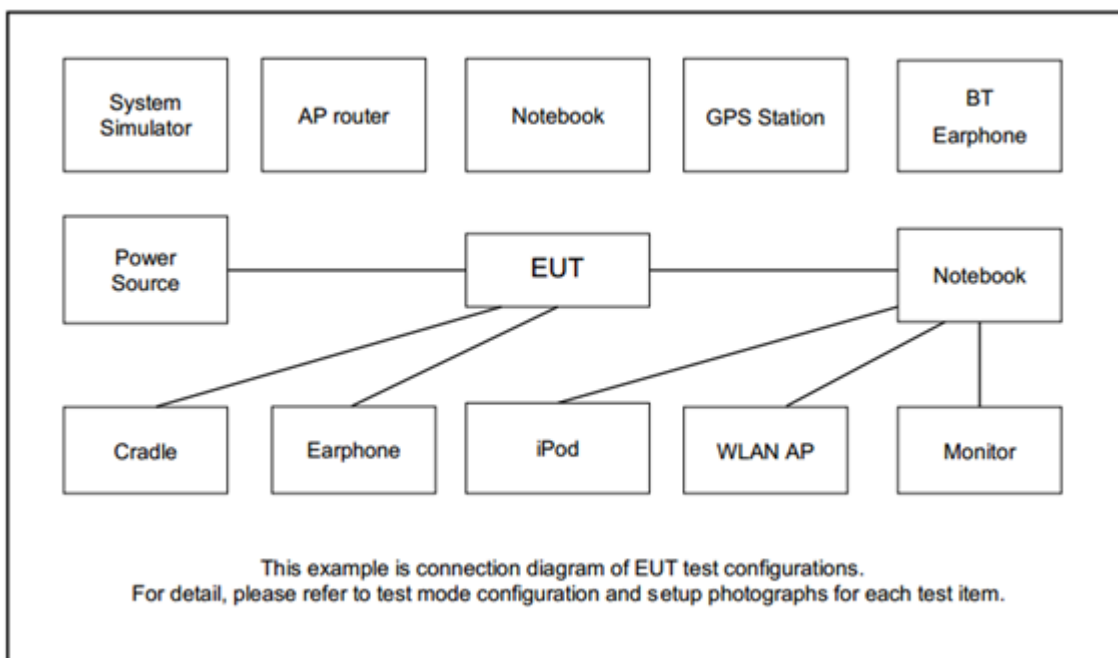 System
Simulator
AP router
Notebook
GPS Station
BT
Earphone
Power
Source
EUT
Notebook
Cradle
Earphone
iPod
WLAN AP
Monitor
This example is connection diagram of EUT test configurations.
For detail, please refer to test mode configuration and setup photographs for each test item.